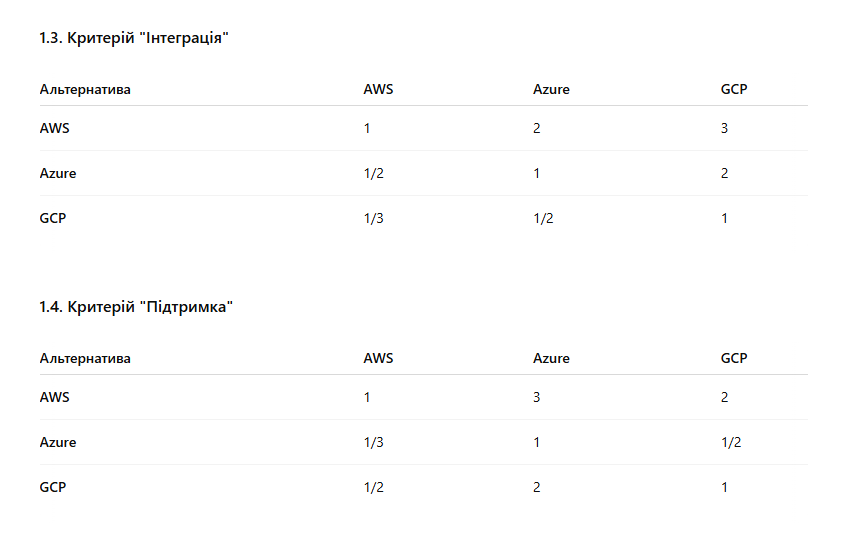 1.3. Критерій "Інтеграція"
Альтернатива AWS Azure GCP
AWS 1 2 3
Azure 1/2 1 2
GCP 1/3 1/2 1
1.4. Критерій "Підтримка"
Альтернатива AWS Azure GCP
AWS 1 3 2
Azure 1/3 1 1/2
GCP 1/2 2 1